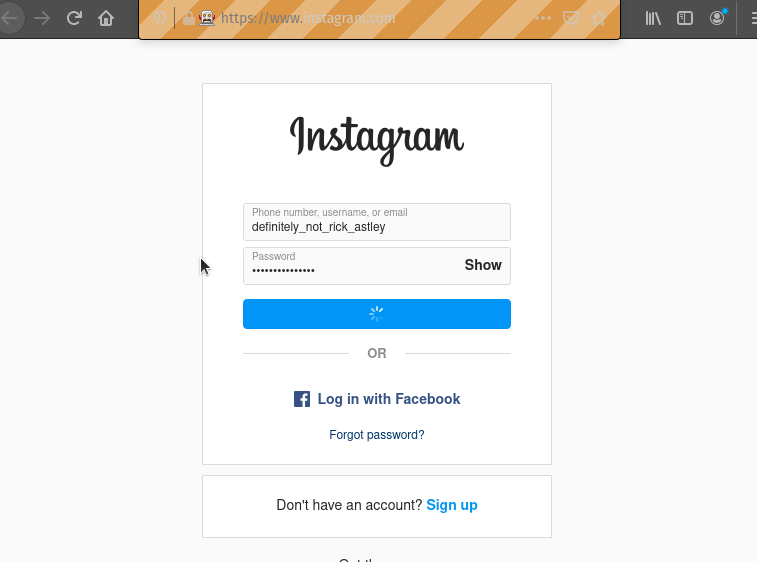 https://www.instagram.com
Instagram
Phone number, username, or email
definitely_not_rick_astley
Password
•••••••••••••••
Show
OR
Log in with Facebook
Forgot password?
Don't have an account? Sign up